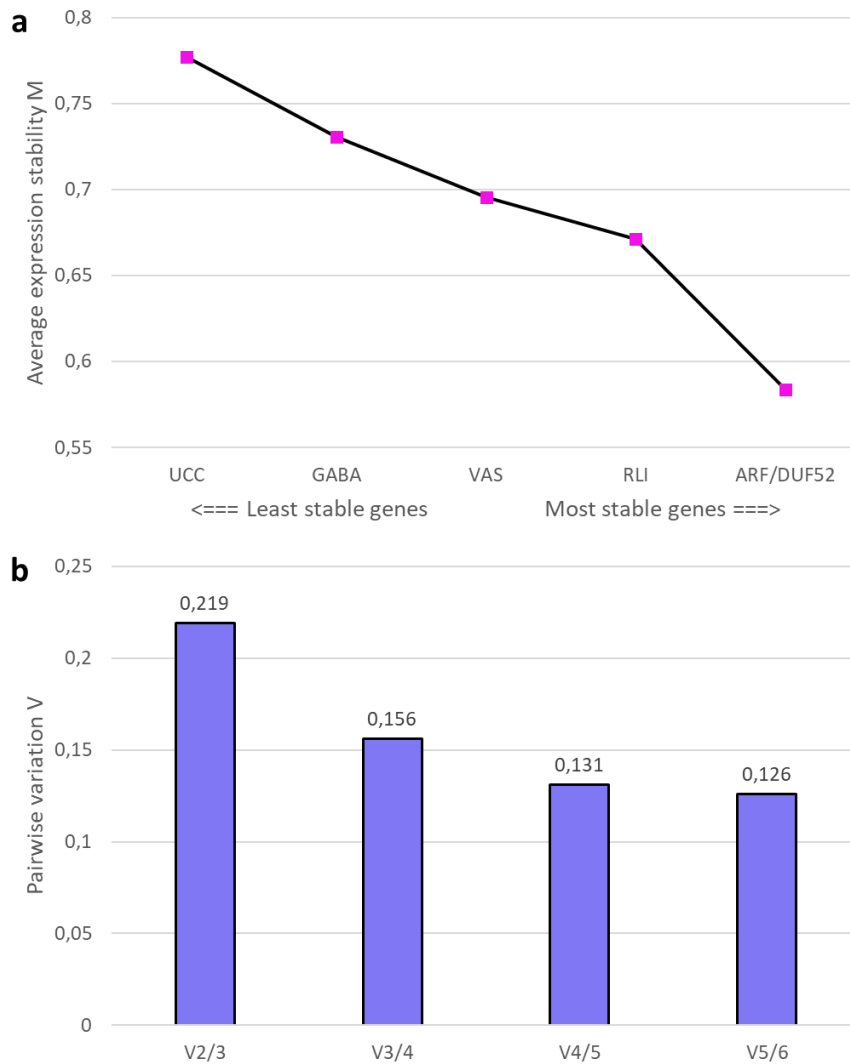 a
Average expression stability M
0,8
0,75
0,7
0,65
0,6
0,55
UCC GABA VAS RLI ARF/DUF52
<=== Least stable genes Most stable genes ===>
b
Pairwise variation V
0,25
0,2
0,15
0,1
0,05
0
0,219
0,156
0,131
0,126
V2/3 V3/4 V4/5 V5/6